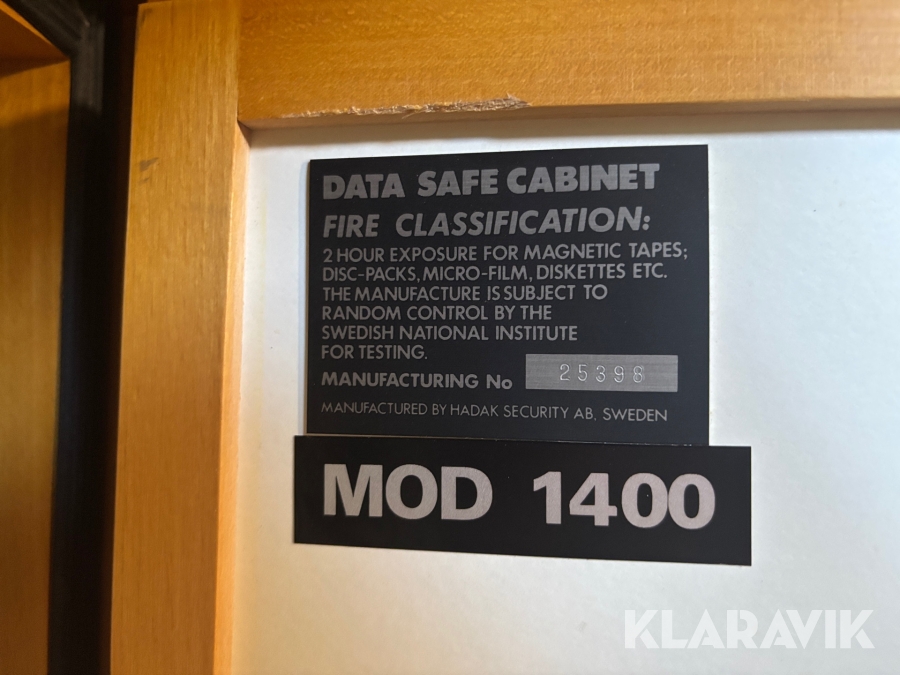 DATA SAFE CABINET
FIRE CLASSIFICATION:
2 HOUR EXPOSURE FOR MAGNETIC TAPES;
DISC-PACKS, MICRO-FILM, DISKETTES ETC.
THE MANUFACTURE IS SUBJECT TO
RANDOM CONTROL BY THE
SWEDISH NATIONAL INSTITUTE
FOR TESTING.
MANUFACTURING No 25398
MANUFACTURED BY HADAK SECURITY AB, SWEDEN
MOD 1400
KLARAVIK